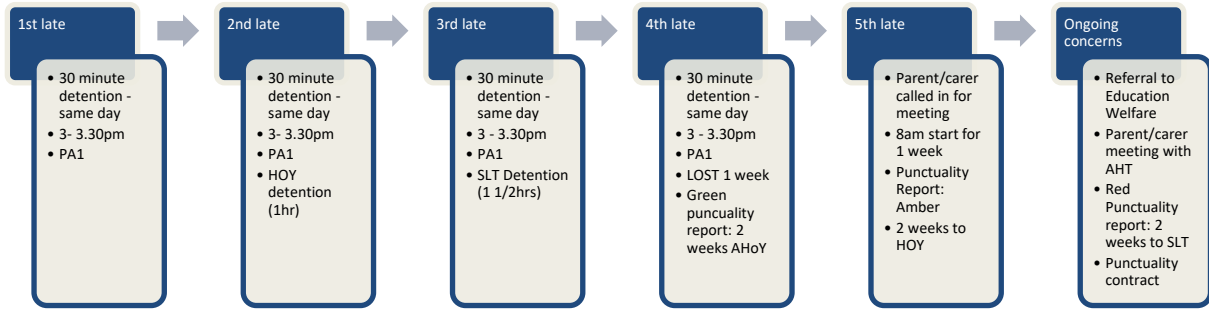 1st late
• 30 minute
detention -
same day
• 3- 3.30pm
• PA1
2nd late
• 30 minute
detention -
same day
• 3- 3.30pm
• PA1
• HOY
detention
(1hr)
3rd late
• 30 minute
detention -
same day
• 3 - 3.30pm
• PA1
• SLT Detention
(1 1/2hrs)
4th late
• 30 minute
detention -
same day
• 3 - 3.30pm
• PA1
• LOST 1 week
• Green
puncuality
report: 2
weeks AHoY
5th late
• Parent/carer
called in for
meeting
• 8am start for
1 week
• Punctuality
Report:
Amber
• 2 weeks to
HOY
Ongoing
concerns
• Referral to
Education
Welfare
• Parent/carer
meeting with
AHT
• Red
Punctuality
report: 2
weeks to SLT
• Punctuality
contract